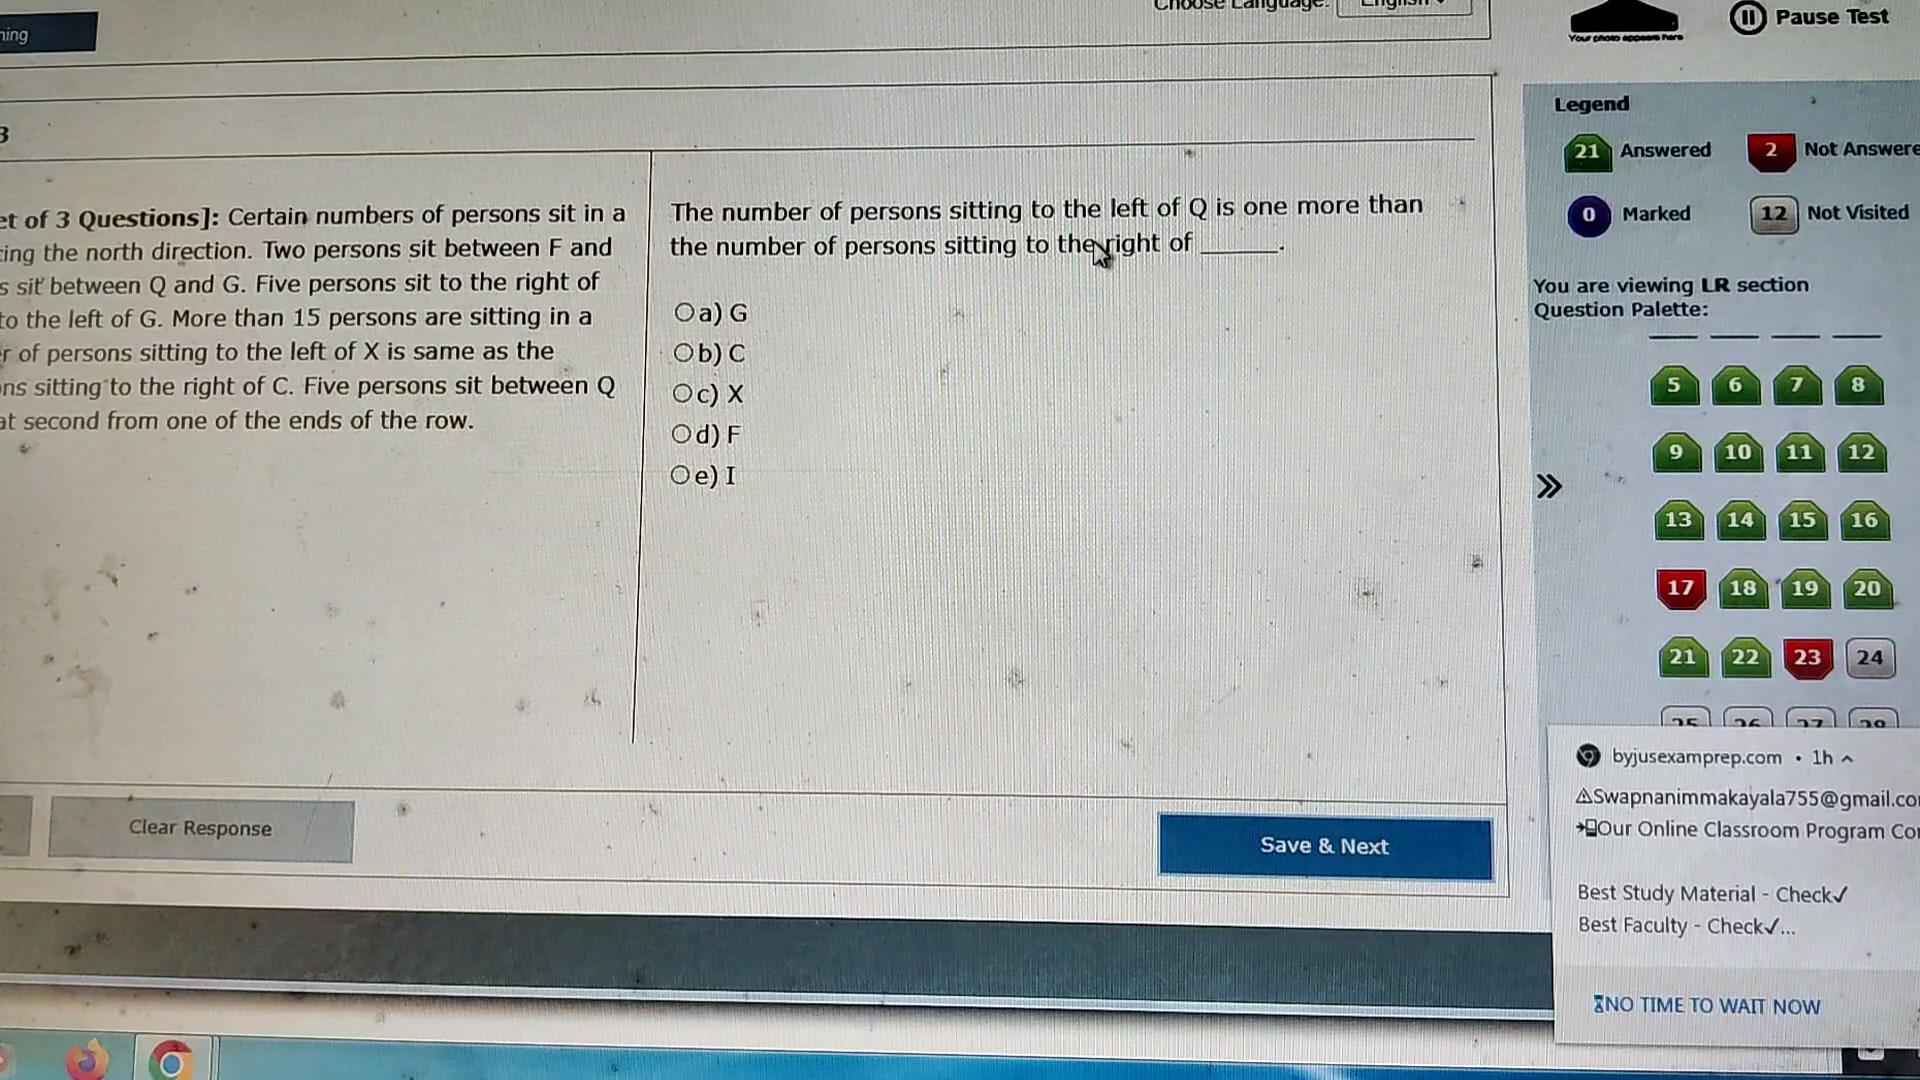 Choose Language: English
ning
Your photo appears here
Pause Test
Legend
21 Answered
2 Not Answere
0 Marked
12 Not Visited
You are viewing LR section
Question Palette:
3
et of 3 Questions]: Certain numbers of persons sit in a
cing the north direction. Two persons sit between F and
s sit between Q and G. Five persons sit to the right of
to the left of G. More than 15 persons are sitting in a
r of persons sitting to the left of X is same as the
ons sitting to the right of C. Five persons sit between Q
at second from one of the ends of the row.
The number of persons sitting to the left of Q is one more than
the number of persons sitting to the right of ______.
a) G
b) C
c) X
d) F
e) I
5 6 7 8
9 10 11 12
13 14 15 16
17 18 19 20
21 22 23 24
25 26 27 28
Clear Response
Save & Next
byjusexamprep.com • 1h
⚠Swapnanimmakayala755@gmail.co
Our Online Classroom Program Co
Best Study Material - Check✓
Best Faculty - Check✓...
⌛NO TIME TO WAIT NOW